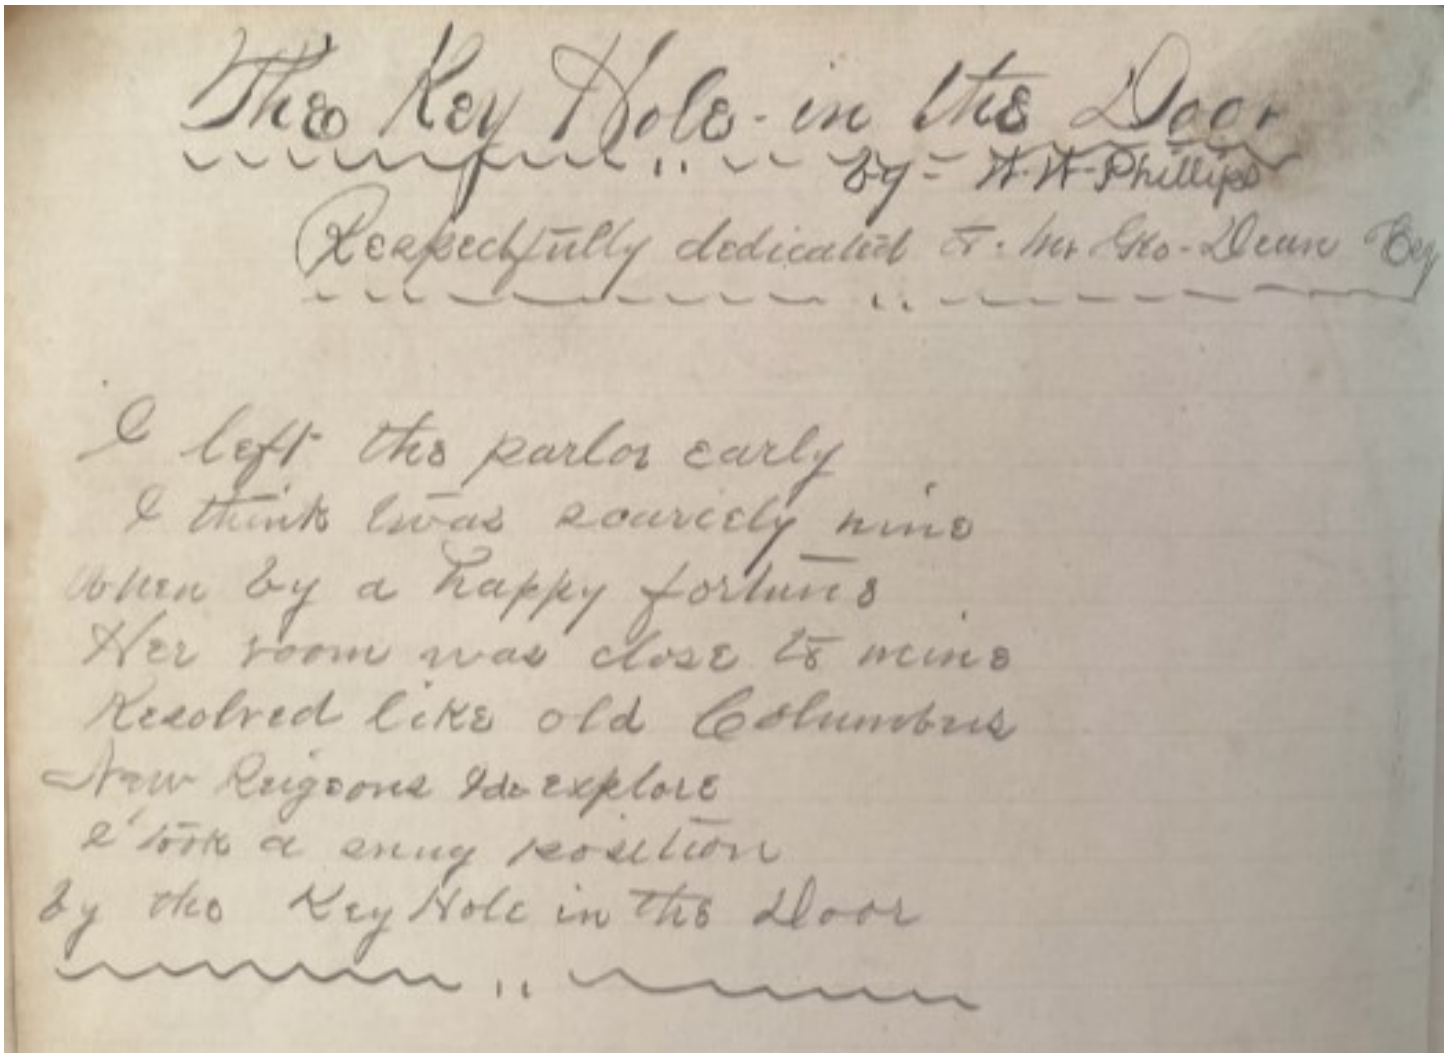 The Key Hole - in the Door
by = W. W. Phillips
Respectfully dedicated to. Mr Geo - Dean Esq
I left the parlor early
I think twas scarcely nine
When by a happy fortune
Her room was close to mine
Resolved like old Columbus
New Reigeons to explore
I took a snug position
by the Key Hole in the Door